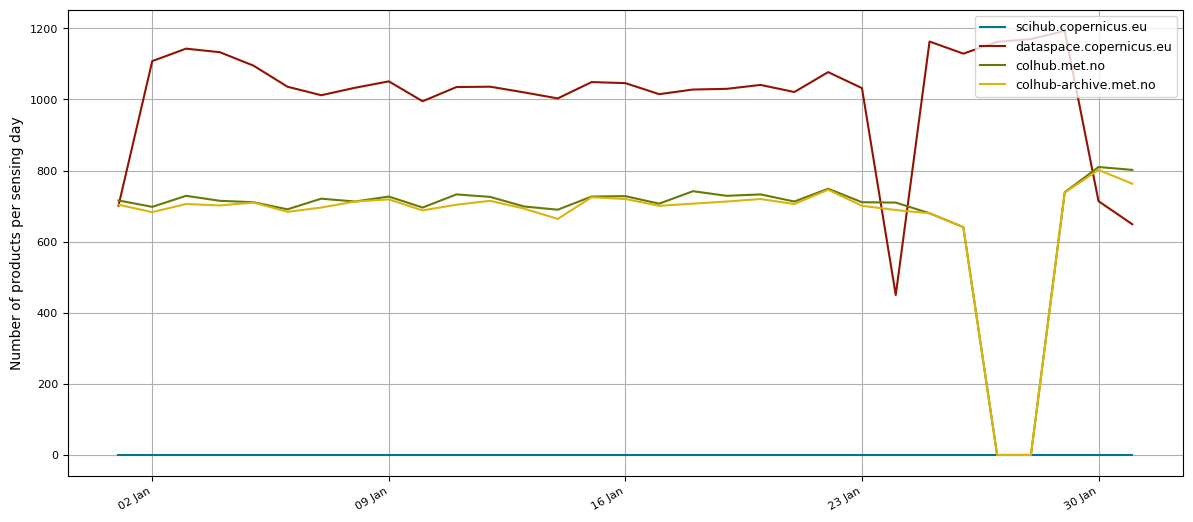 1200
1000
800
600
400
200
0
Number of products per sensing day
scihub.copernicus.eu
dataspace.copernicus.eu
colhub.met.no
colhub-archive.met.no
02 Jan
09 Jan
16 Jan
23 Jan
30 Jan